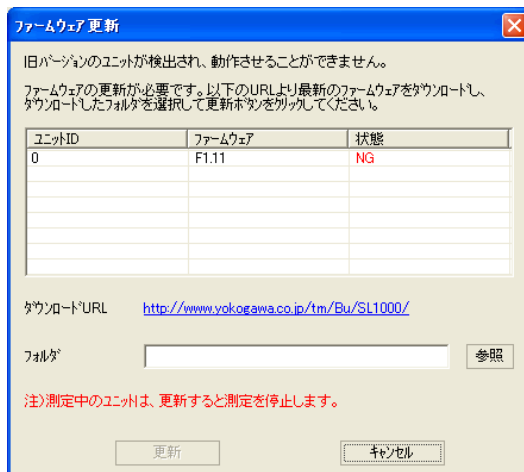 ファームウェア更新
旧バージョンのユニットが検出され、動作させることができません。
ファームウェアの更新が必要です。以下のURLより最新のファームウェアをダウンロードし、
ダウンロードしたフォルダを選択して更新ボタンをクリックしてください。
ユニットID ファームウェア 状態
0 F1.11 NG
ダウンロードURL http://www.yokogawa.co.jp/tm/Bu/SL1000/
フォルダ 参照
注)測定中のユニットは、更新すると測定を停止します。
更新 キャンセル